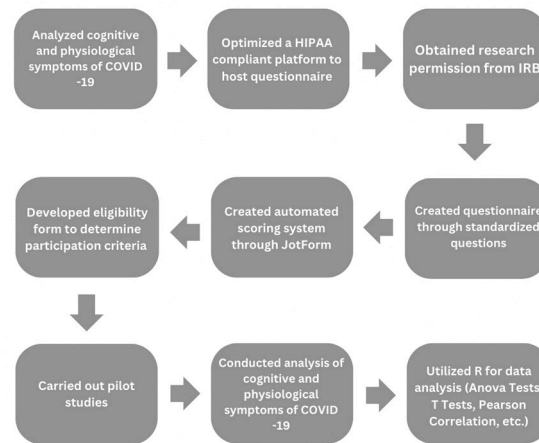 Analyzed cognitive
and physiological
symptoms of COVID
-19
Optimized a HIPAA
compliant platform to
host questionnaire
Obtained research
permission from IRB
Developed eligibility
form to determine
participation criteria
Created automated
scoring system
through JotForm
Created questionnaire
through standardized
questions
Carried out pilot
studies
Conducted analysis of
cognitive and
physiological
symptoms of COVID
-19
Utilized R for data
analysis (Anova Tests
T Tests, Pearson
Correlation, etc.)